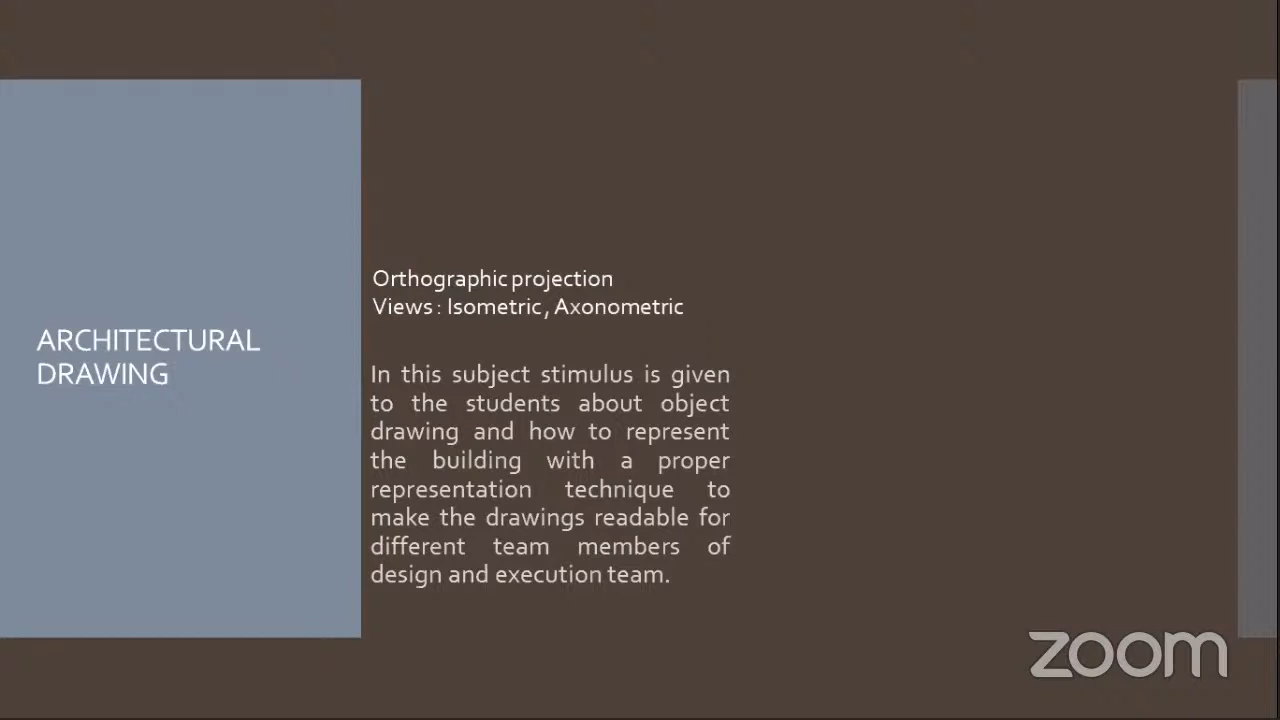 ARCHITECTURAL
DRAWING
Orthographic projection
Views : Isometric , Axonometric
In this subject stimulus is given
to the students about object
drawing and how to represent
the building with a proper
representation technique to
make the drawings readable for
different team members of
design and execution team.
zoom